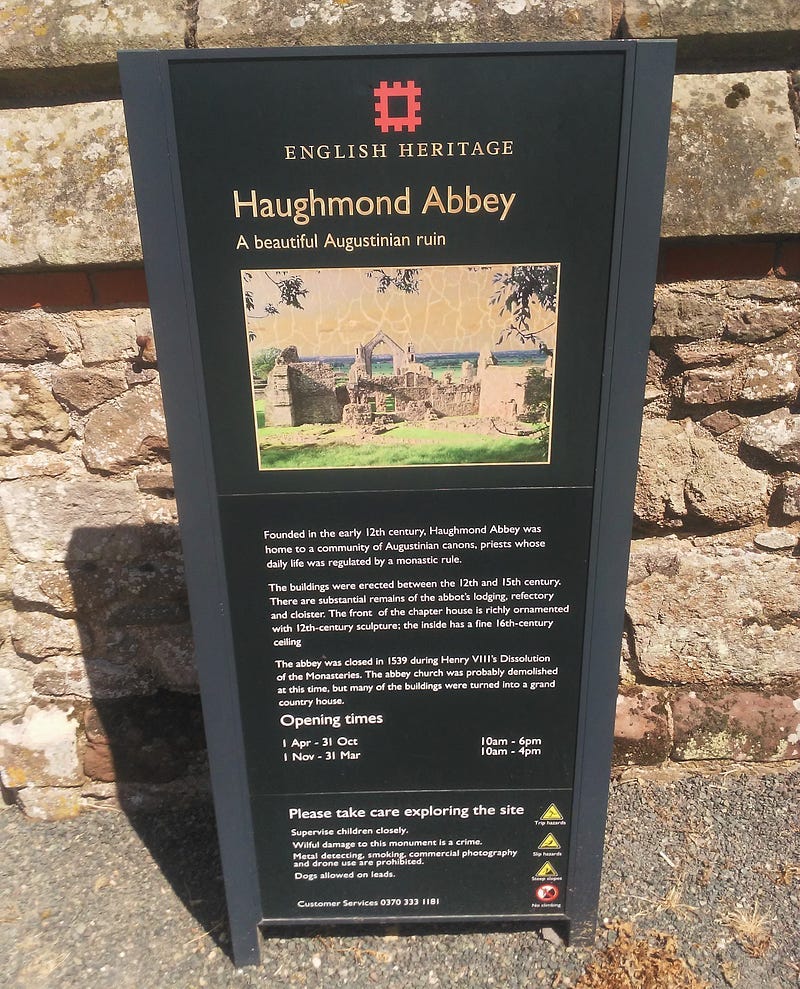 ENGLISH HERITAGE
Haughmond Abbey
A beautiful Augustinian ruin
Founded in the early 12th century, Haughmond Abbey was
home to a community of Augustinian canons, priests whose
daily life was regulated by a monastic rule.
The buildings were erected between the 12th and 15th century.
There are substantial remains of the abbot's lodging, refectory
and cloister. The front of the chapter house is richly ornamented
with 12th-century sculpture; the inside has a fine 16th-century
ceiling
The abbey was closed in 1539 during Henry VIII's Dissolution
of the Monasteries. The abbey church was probably demolished
at this time, but many of the buildings were turned into a grand
country house.
Opening times
1 Apr - 31 Oct 10am - 6pm
1 Nov - 31 Mar 10am - 4pm
Please take care exploring the site
Supervise children closely.
Wilful damage to this monument is a crime.
Metal detecting, smoking, commercial photography
and drone use are prohibited.
Dogs allowed on leads.
Customer Services 0370 333 1181
Trip hazards
Slip hazards
Steep slopes
No climbing